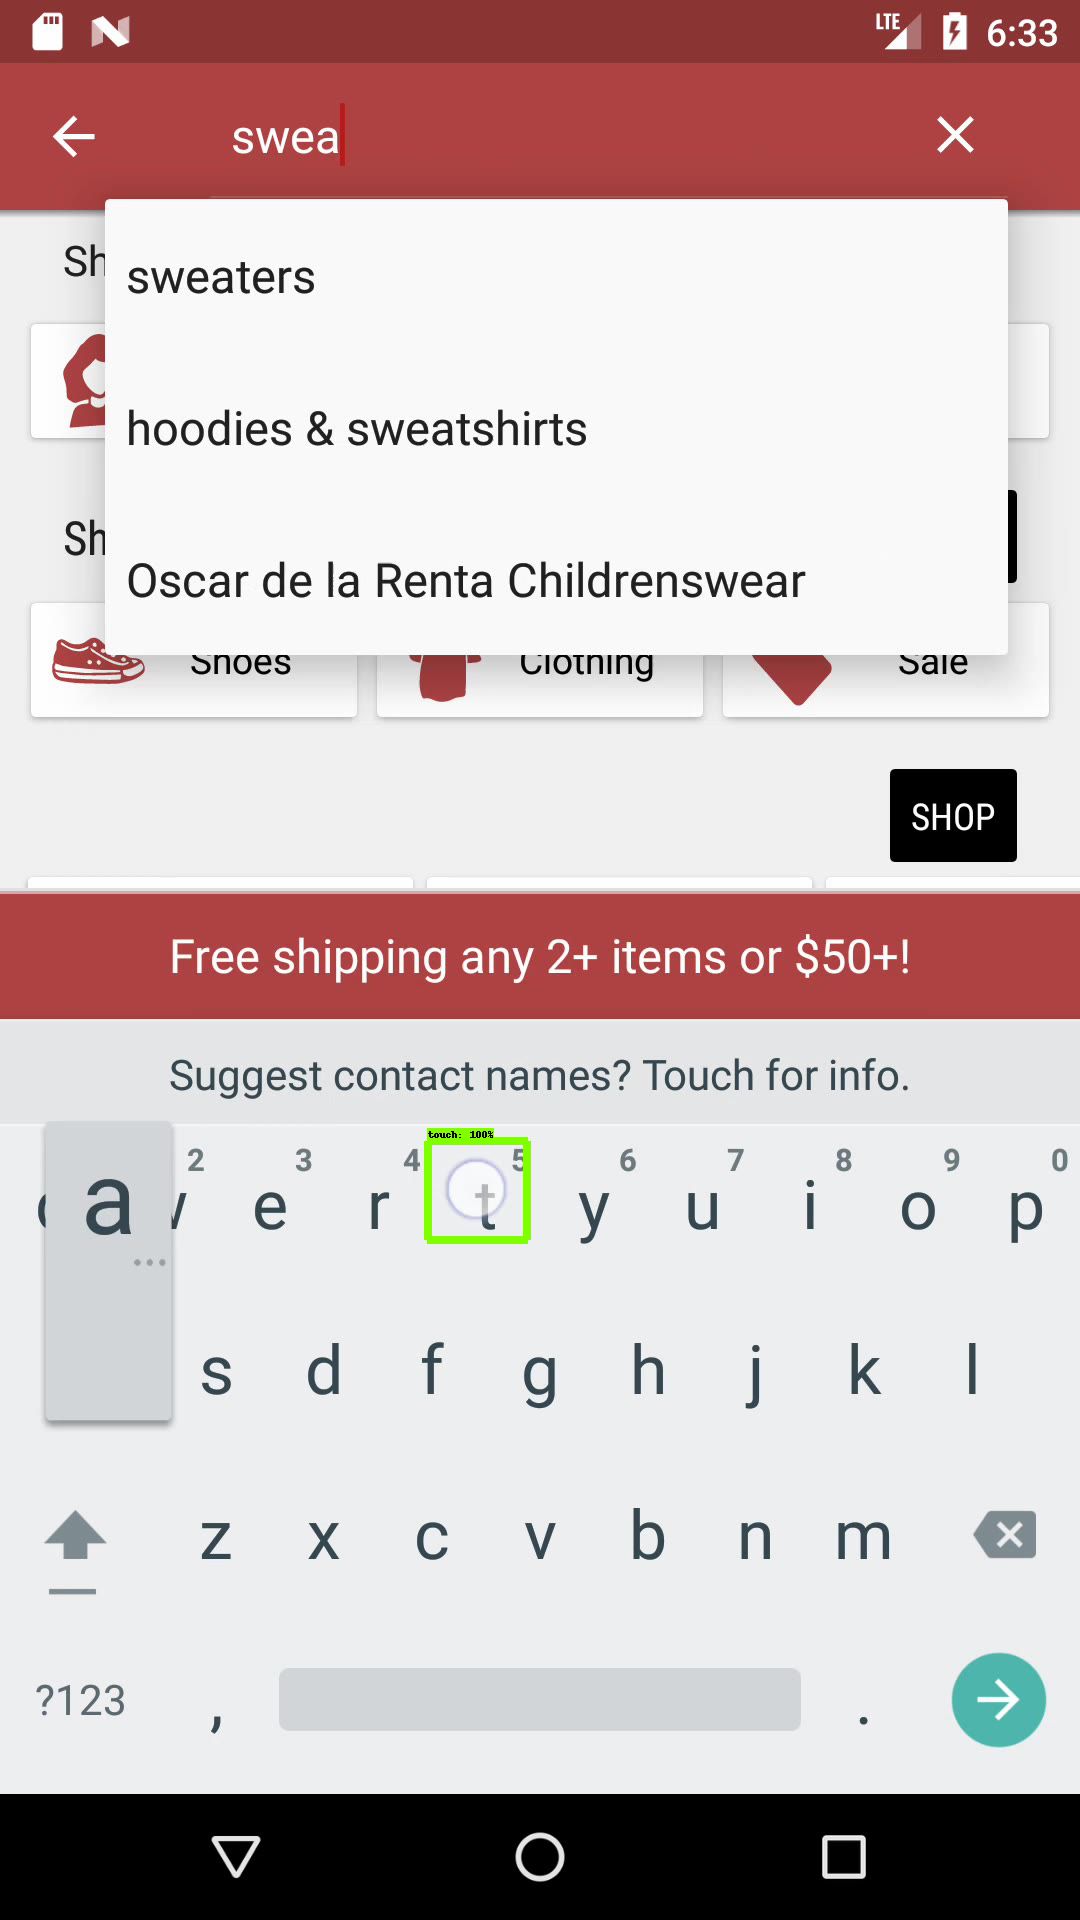 LTE 6:33
swea
Sh
sweaters
hoodies & sweatshirts
Sh
Oscar de la Renta Childrenswear
Shoes Clothing Sale
SHOP
Free shipping any 2+ items or $50+!
Suggest contact names? Touch for info.
touch: 100%
a
2 3 4 5 6 7 8 9 0
w e r t y u i o p
s d f g h j k l
z x c v b n m
?123 , .